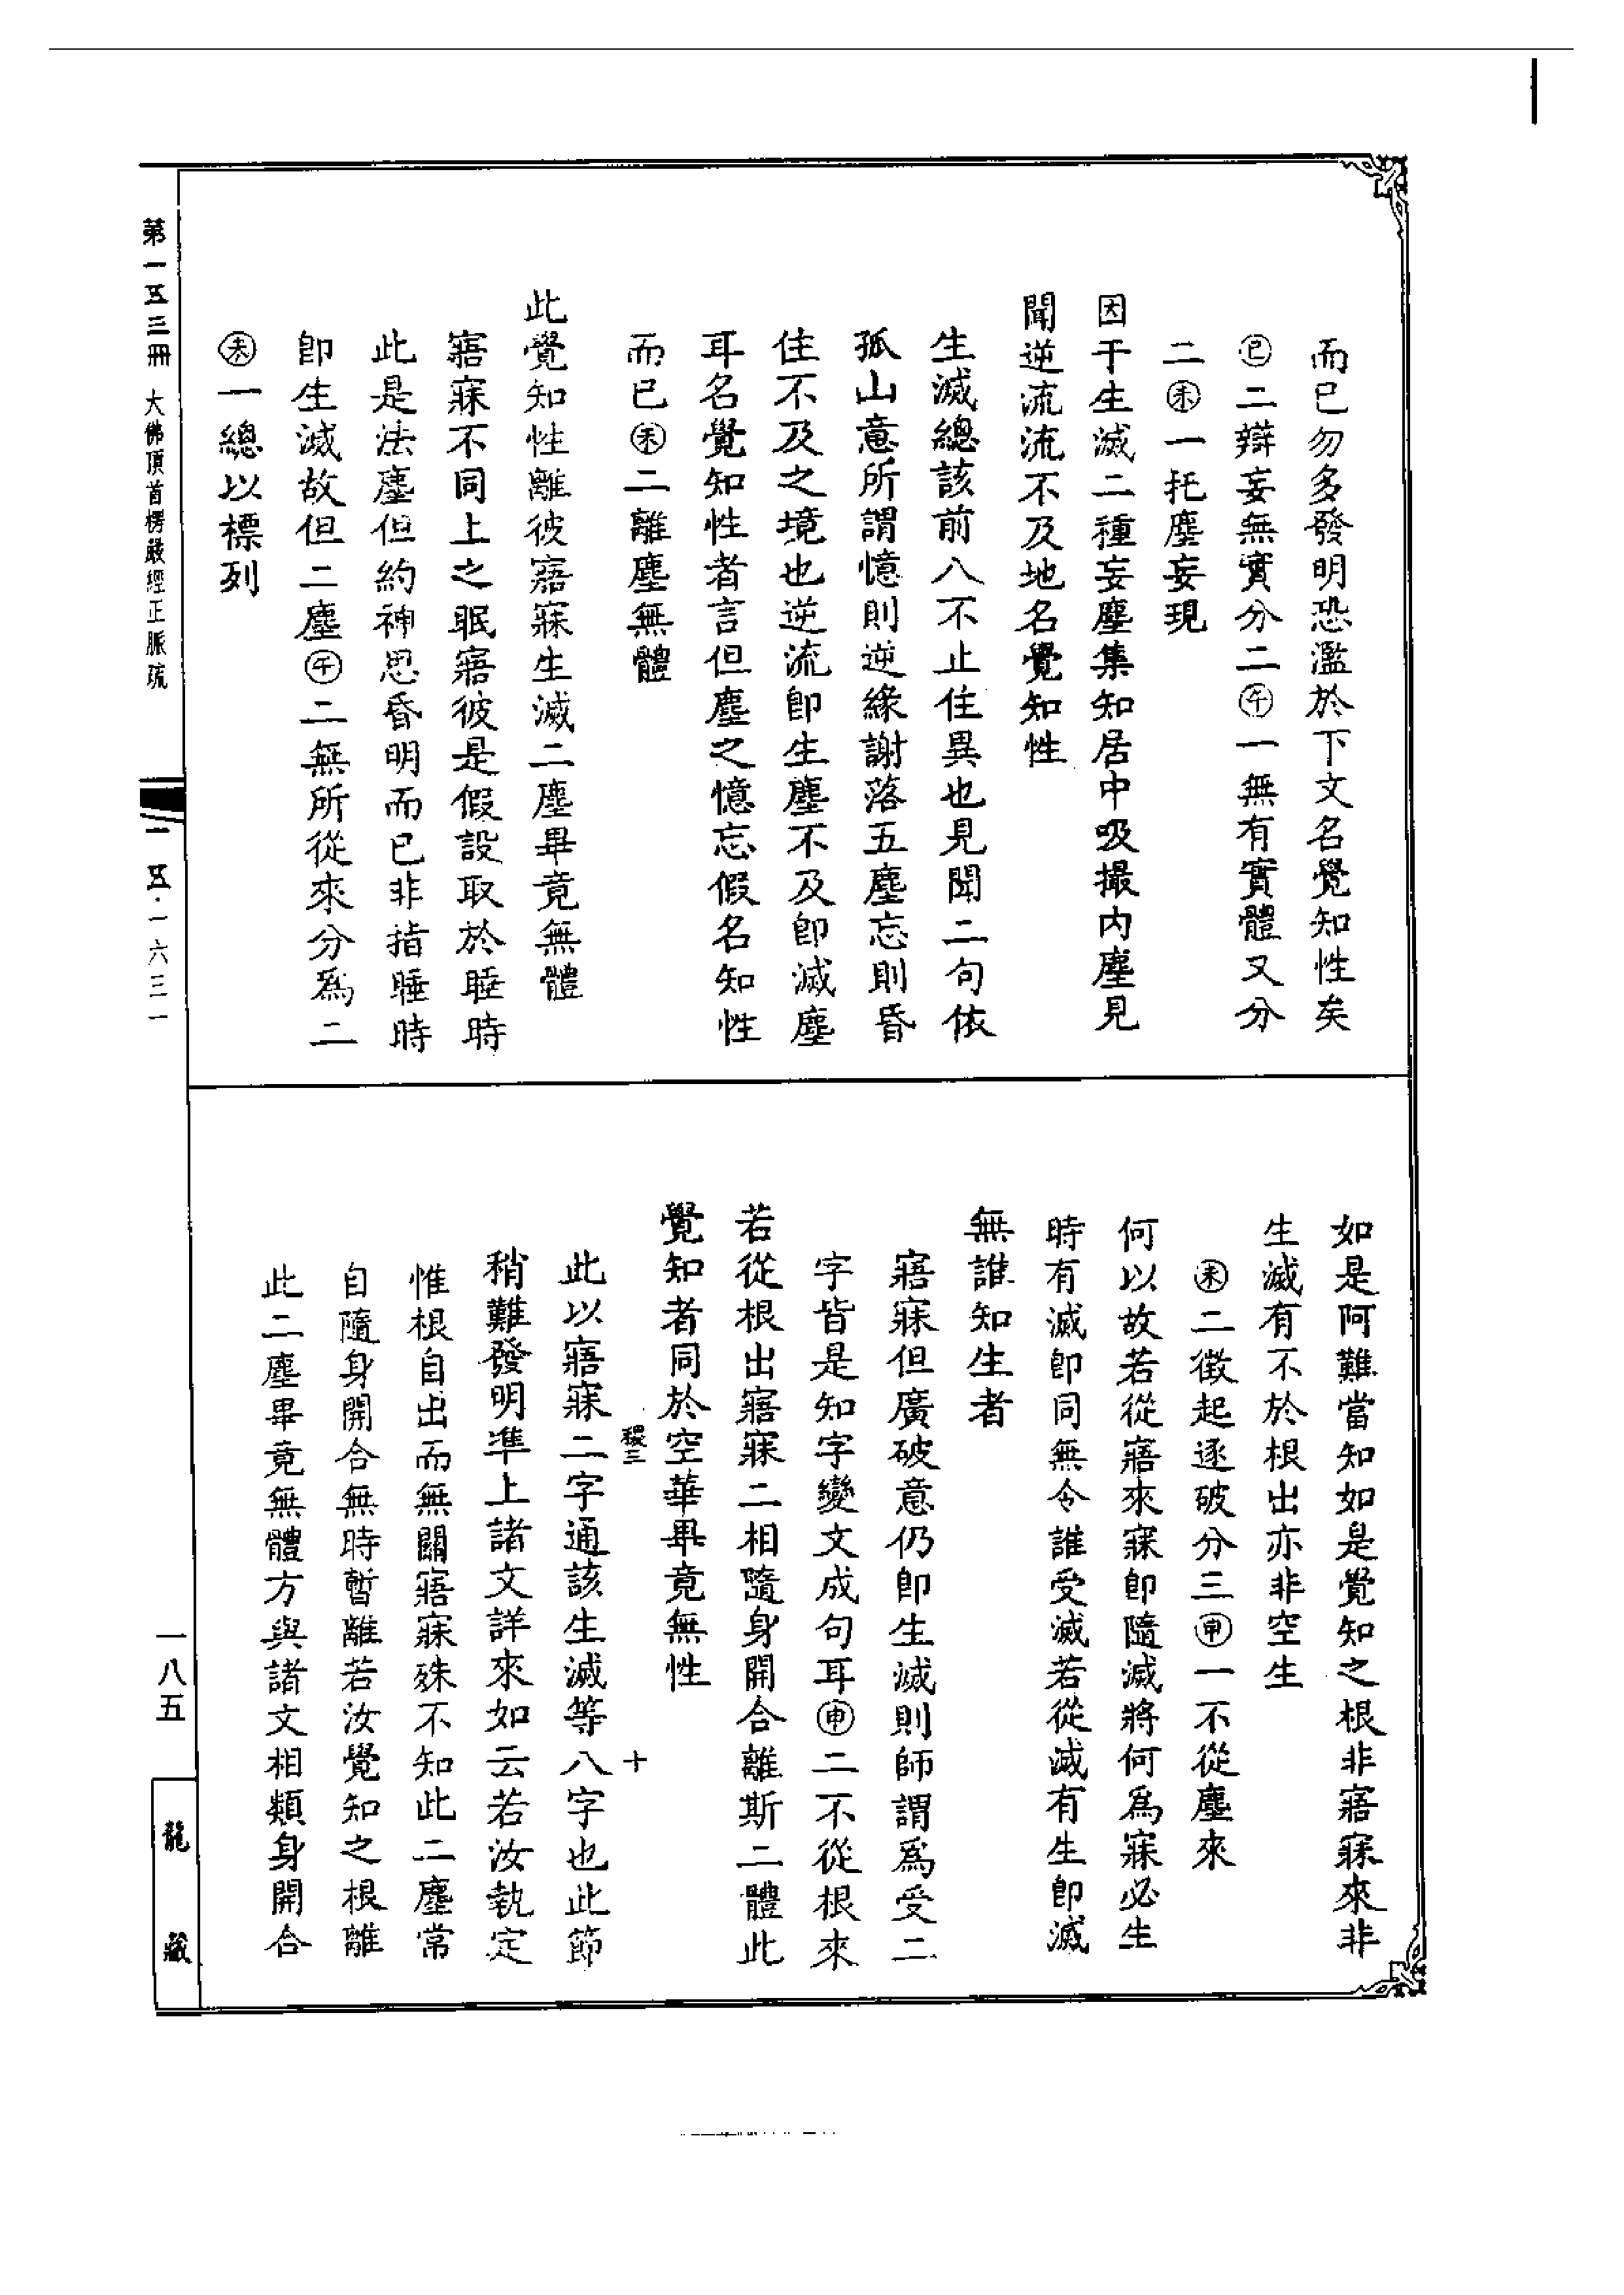 而已勿多發明恐濫於下文名覺知性矣
㊁二辯妄無實分二㊌一無有實體又分
二㊍一托塵妄現
因于生滅二種妄塵集知居中吸撮內塵見
聞逆流流不及地名覺知性
生滅總該前八不止住異也見聞二句依
孤山意所謂憶則逆緣謝落五塵忘則昏
住不及之境也逆流即生塵不及即滅塵
耳名覺知性者言但塵之憶忘假名知性
而已(未)二離塵無體
此覺知性離彼寤寐生滅二塵畢竟無體
寤寐不同上之眠寤彼是假設取於睡時
此是法塵但約神思昏明而已非指睡時
即生滅故但二塵(午)二無所從來分為二
(未)一總以標列
如是阿難當知如是覺知之根非寤寐來非
生滅有不於根出亦非空生
(未)二徵起逐破分三(申)一不從塵來
何以故若從寤來寐即隨滅將何為寐必生
時有滅即同無令誰受滅若從滅有生即滅
無誰知生者
寤寐但廣破意仍即生滅則師謂為受二
字皆是知字變文成句耳(申)二不從根來
若從根出寤寐二相隨身開合離斯二體此
覺知者同於空華畢竟無性
稷三 十
此以寤寐二字通該生滅等八字也此節
稍難發明準上諸文詳來如云若汝執定
惟根自出而無關寤寐殊不知此二塵常
自隨身開合無時暫離若汝覺知之根離
此二塵畢竟無體方與諸文相類身開合
第一五三冊 大佛頂首楞嚴經正脈疏
一五·一六三一
一八五
龍藏